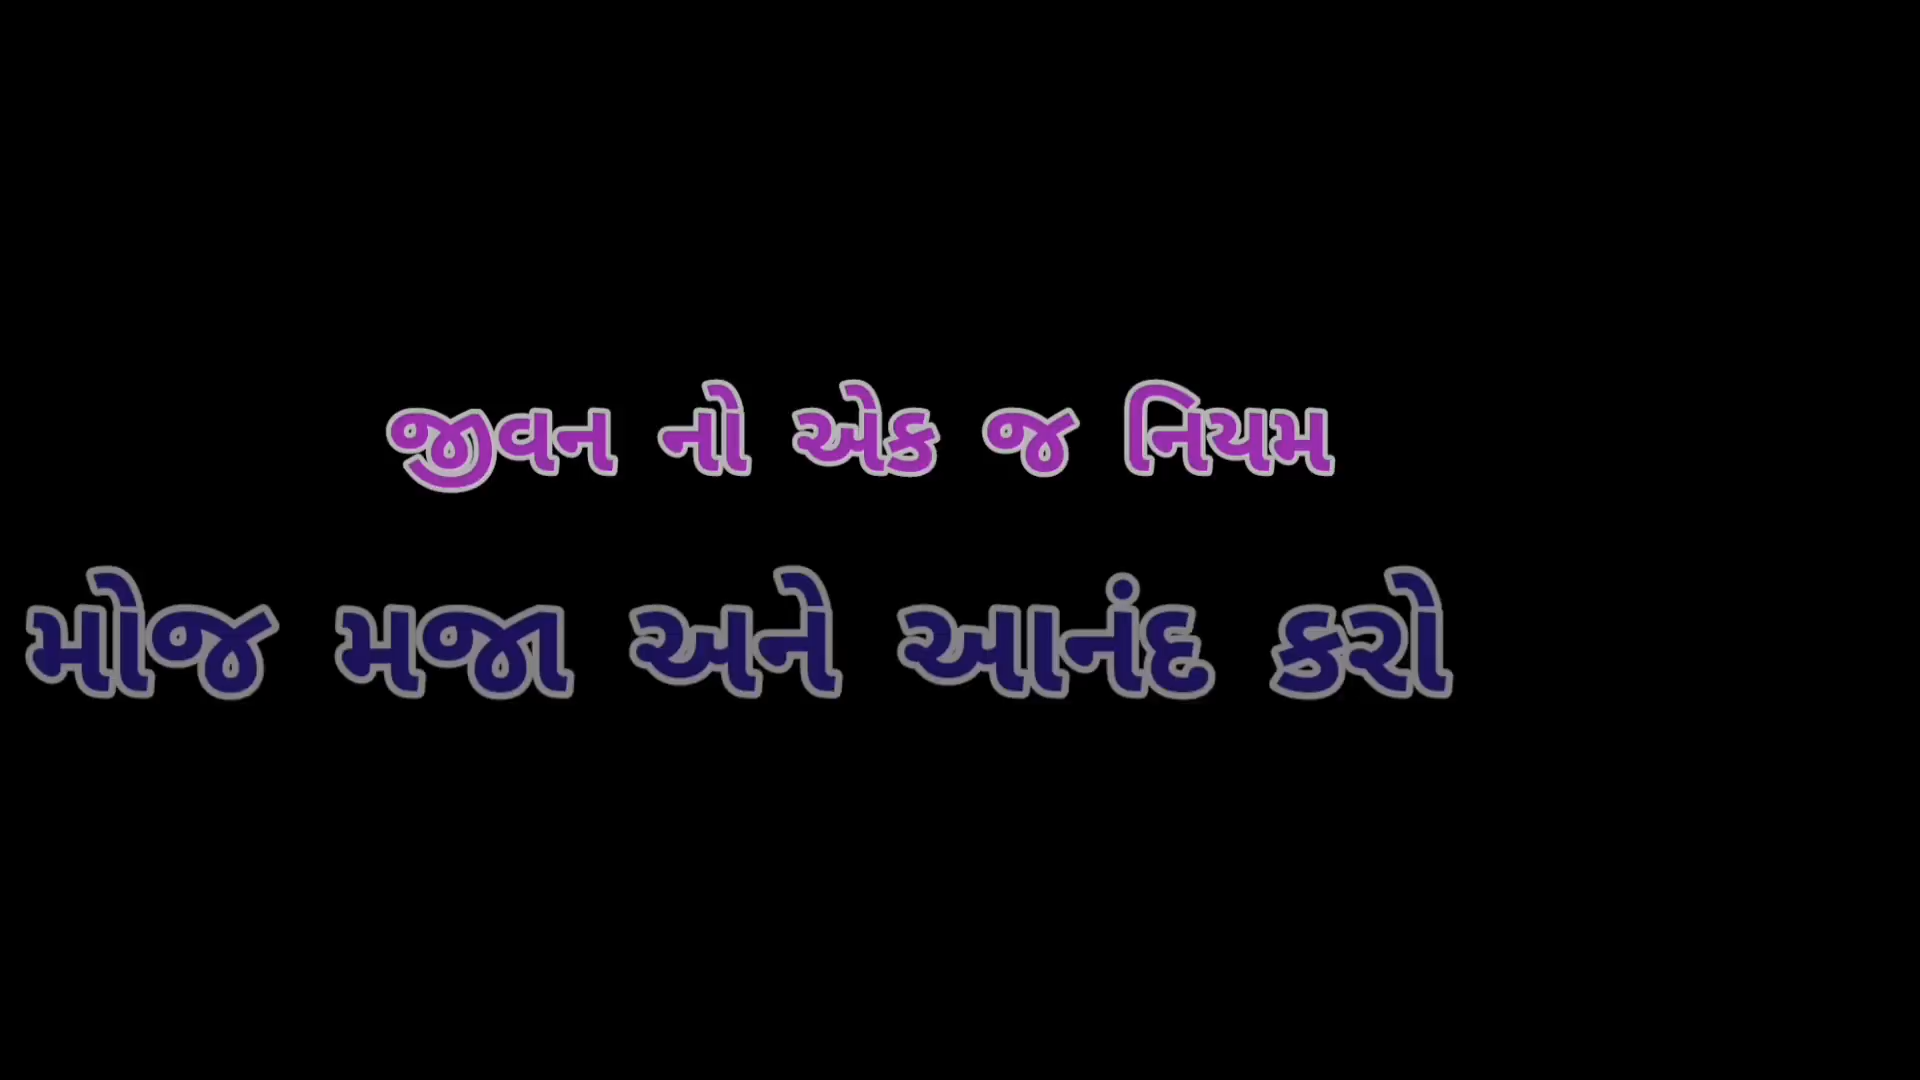 જીવન નો એક જ નિયમ
મોજ મજા અને આનંદ કરો